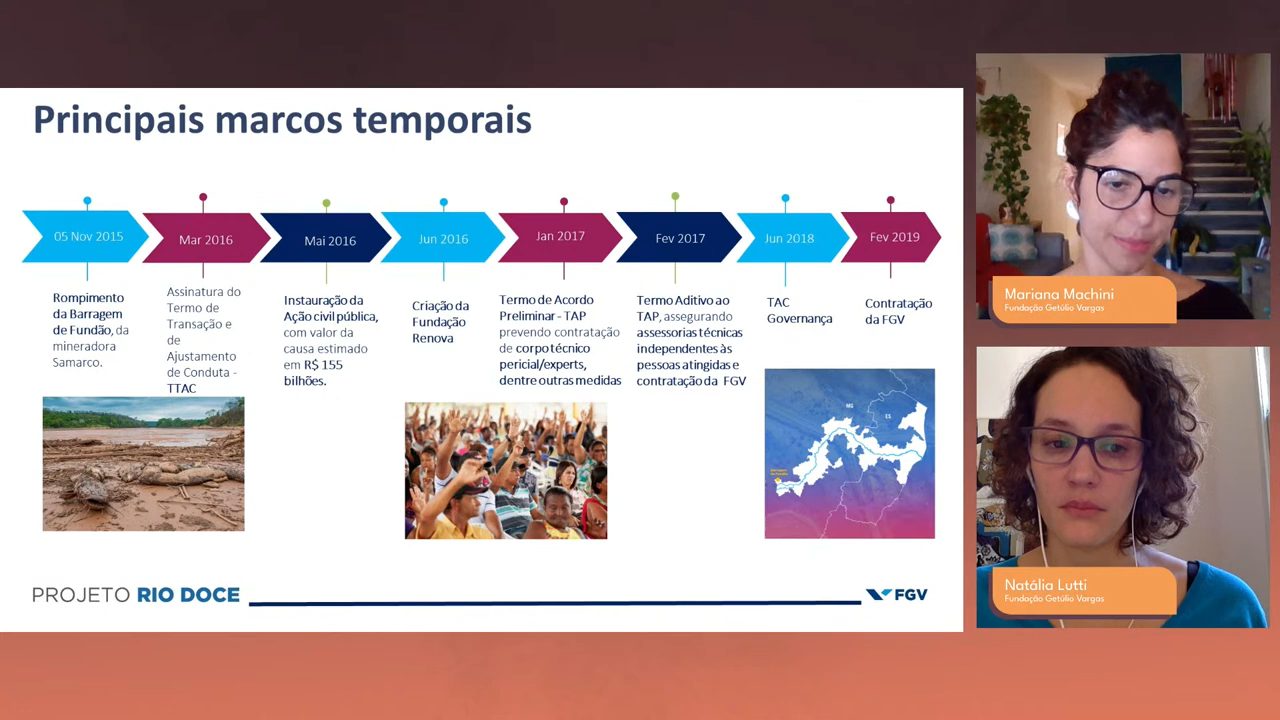 Principais marcos temporais
05 Nov 2015
Mar 2016
Mai 2016
Jun 2016
Jan 2017
Fev 2017
Jun 2018
Fev 2019
Rompimento
da Barragem
de Fundão, da
mineradora
Samarco.
Assinatura do
Termo de
Transação e
de
Ajustamento
de Conduta -
TTAC
Instauração da
Ação civil pública,
com valor da
causa estimado
em R$ 155
bilhões.
Criação da
Fundação
Renova
Termo de Acordo
Preliminar - TAP
prevendo contratação
de corpo técnico
pericial/experts,
dentre outras medidas
Termo Aditivo ao
TAP, assegurando
assessorias técnicas
independentes às
pessoas atingidas e
contratação da FGV
TAC
Governança
Contratação
da FGV
MG
ES
PROJETO RIO DOCE
FGV
Mariana Machini
Fundação Getúlio Vargas
Natália Lutti
Fundação Getúlio Vargas